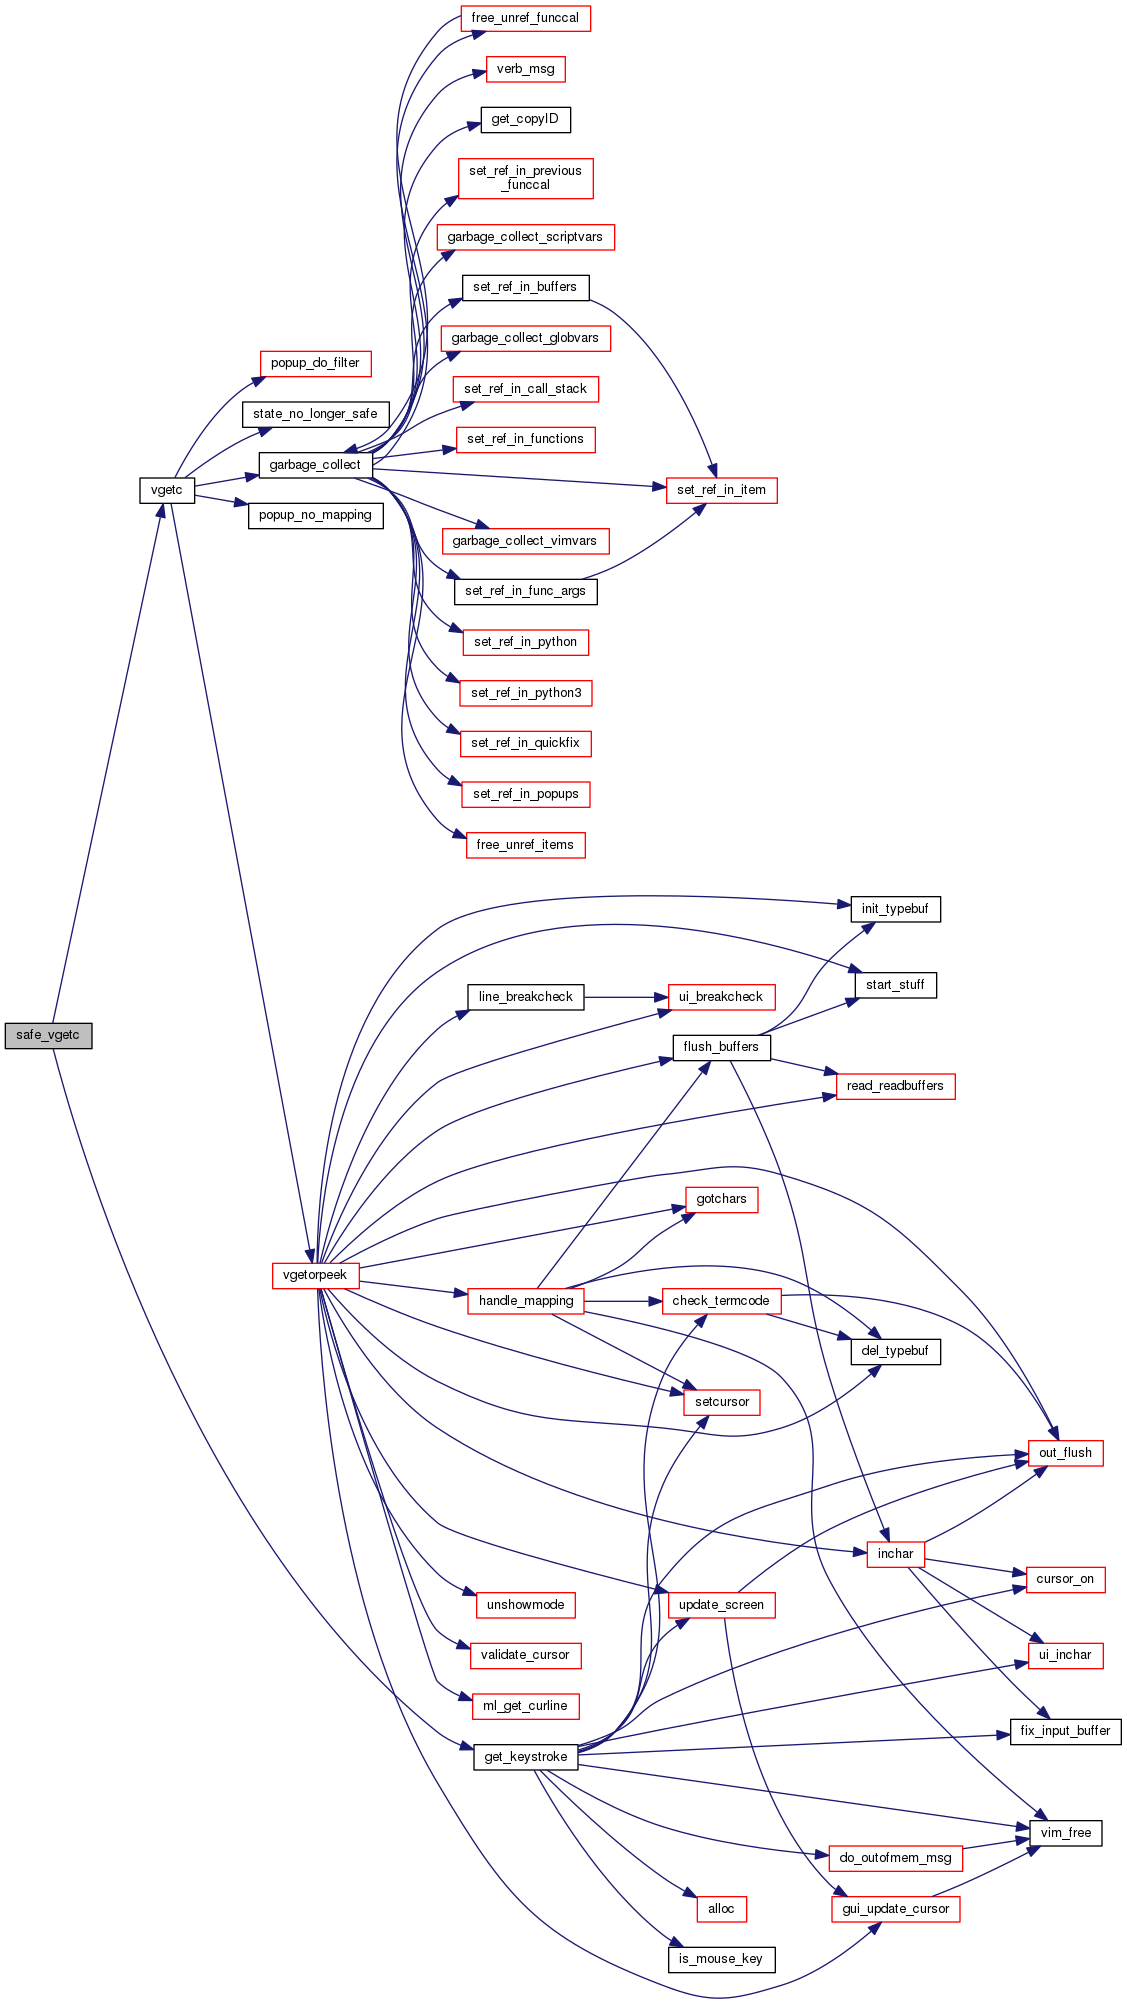 free_unref_funccal
verb_msg
get_copyID
set_ref_in_previous
_funccal
garbage_collect_scriptvars
set_ref_in_buffers
garbage_collect_globvars
popup_do_filter
set_ref_in_call_stack
state_no_longer_safe
set_ref_in_functions
garbage_collect
vgetc
set_ref_in_item
popup_no_mapping
garbage_collect_vimvars
set_ref_in_func_args
set_ref_in_python
set_ref_in_python3
set_ref_in_quickfix
set_ref_in_popups
free_unref_items
init_typebuf
start_stuff
line_breakcheck
ui_breakcheck
safe_vgetc
flush_buffers
read_readbuffers
gotchars
vgetorpeek
handle_mapping
check_termcode
del_typebuf
setcursor
out_flush
inchar
cursor_on
unshowmode
update_screen
validate_cursor
ui_inchar
ml_get_curline
fix_input_buffer
get_keystroke
vim_free
do_outofmem_msg
alloc
gui_update_cursor
is_mouse_key